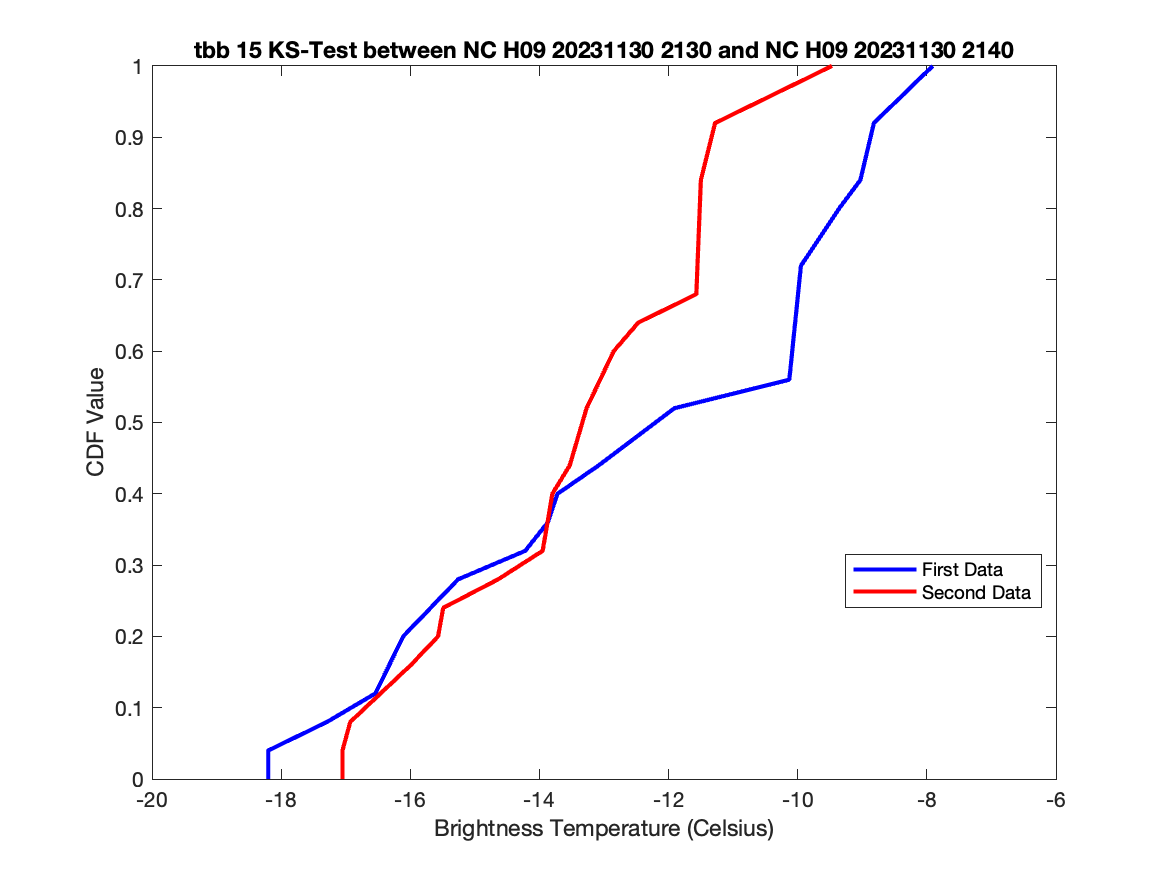 tbb 15 KS-Test between NC H09 20231130 2130 and NC H09 20231130 2140
1
0.9
0.8
0.7
0.6
0.5
0.4
0.3
0.2
0.1
0
CDF Value
First Data
Second Data
-20 -18 -16 -14 -12 -10 -8 -6
Brightness Temperature (Celsius)